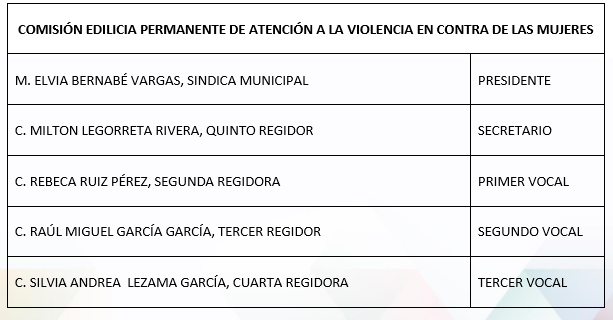 COMISIÓN EDILICIA PERMANENTE DE ATENCIÓN A LA VIOLENCIA EN CONTRA DE LAS MUJERES
M. ELVIA BERNABÉ VARGAS, SINDICA MUNICIPAL PRESIDENTE
C. MILTON LEGORRETA RIVERA, QUINTO REGIDOR SECRETARIO
C. REBECA RUIZ PÉREZ, SEGUNDA REGIDORA PRIMER VOCAL
C. RAÚL MIGUEL GARCÍA GARCÍA, TERCER REGIDOR SEGUNDO VOCAL
C. SILVIA ANDREA  LEZAMA GARCÍA, CUARTA REGIDORA TERCER VOCAL